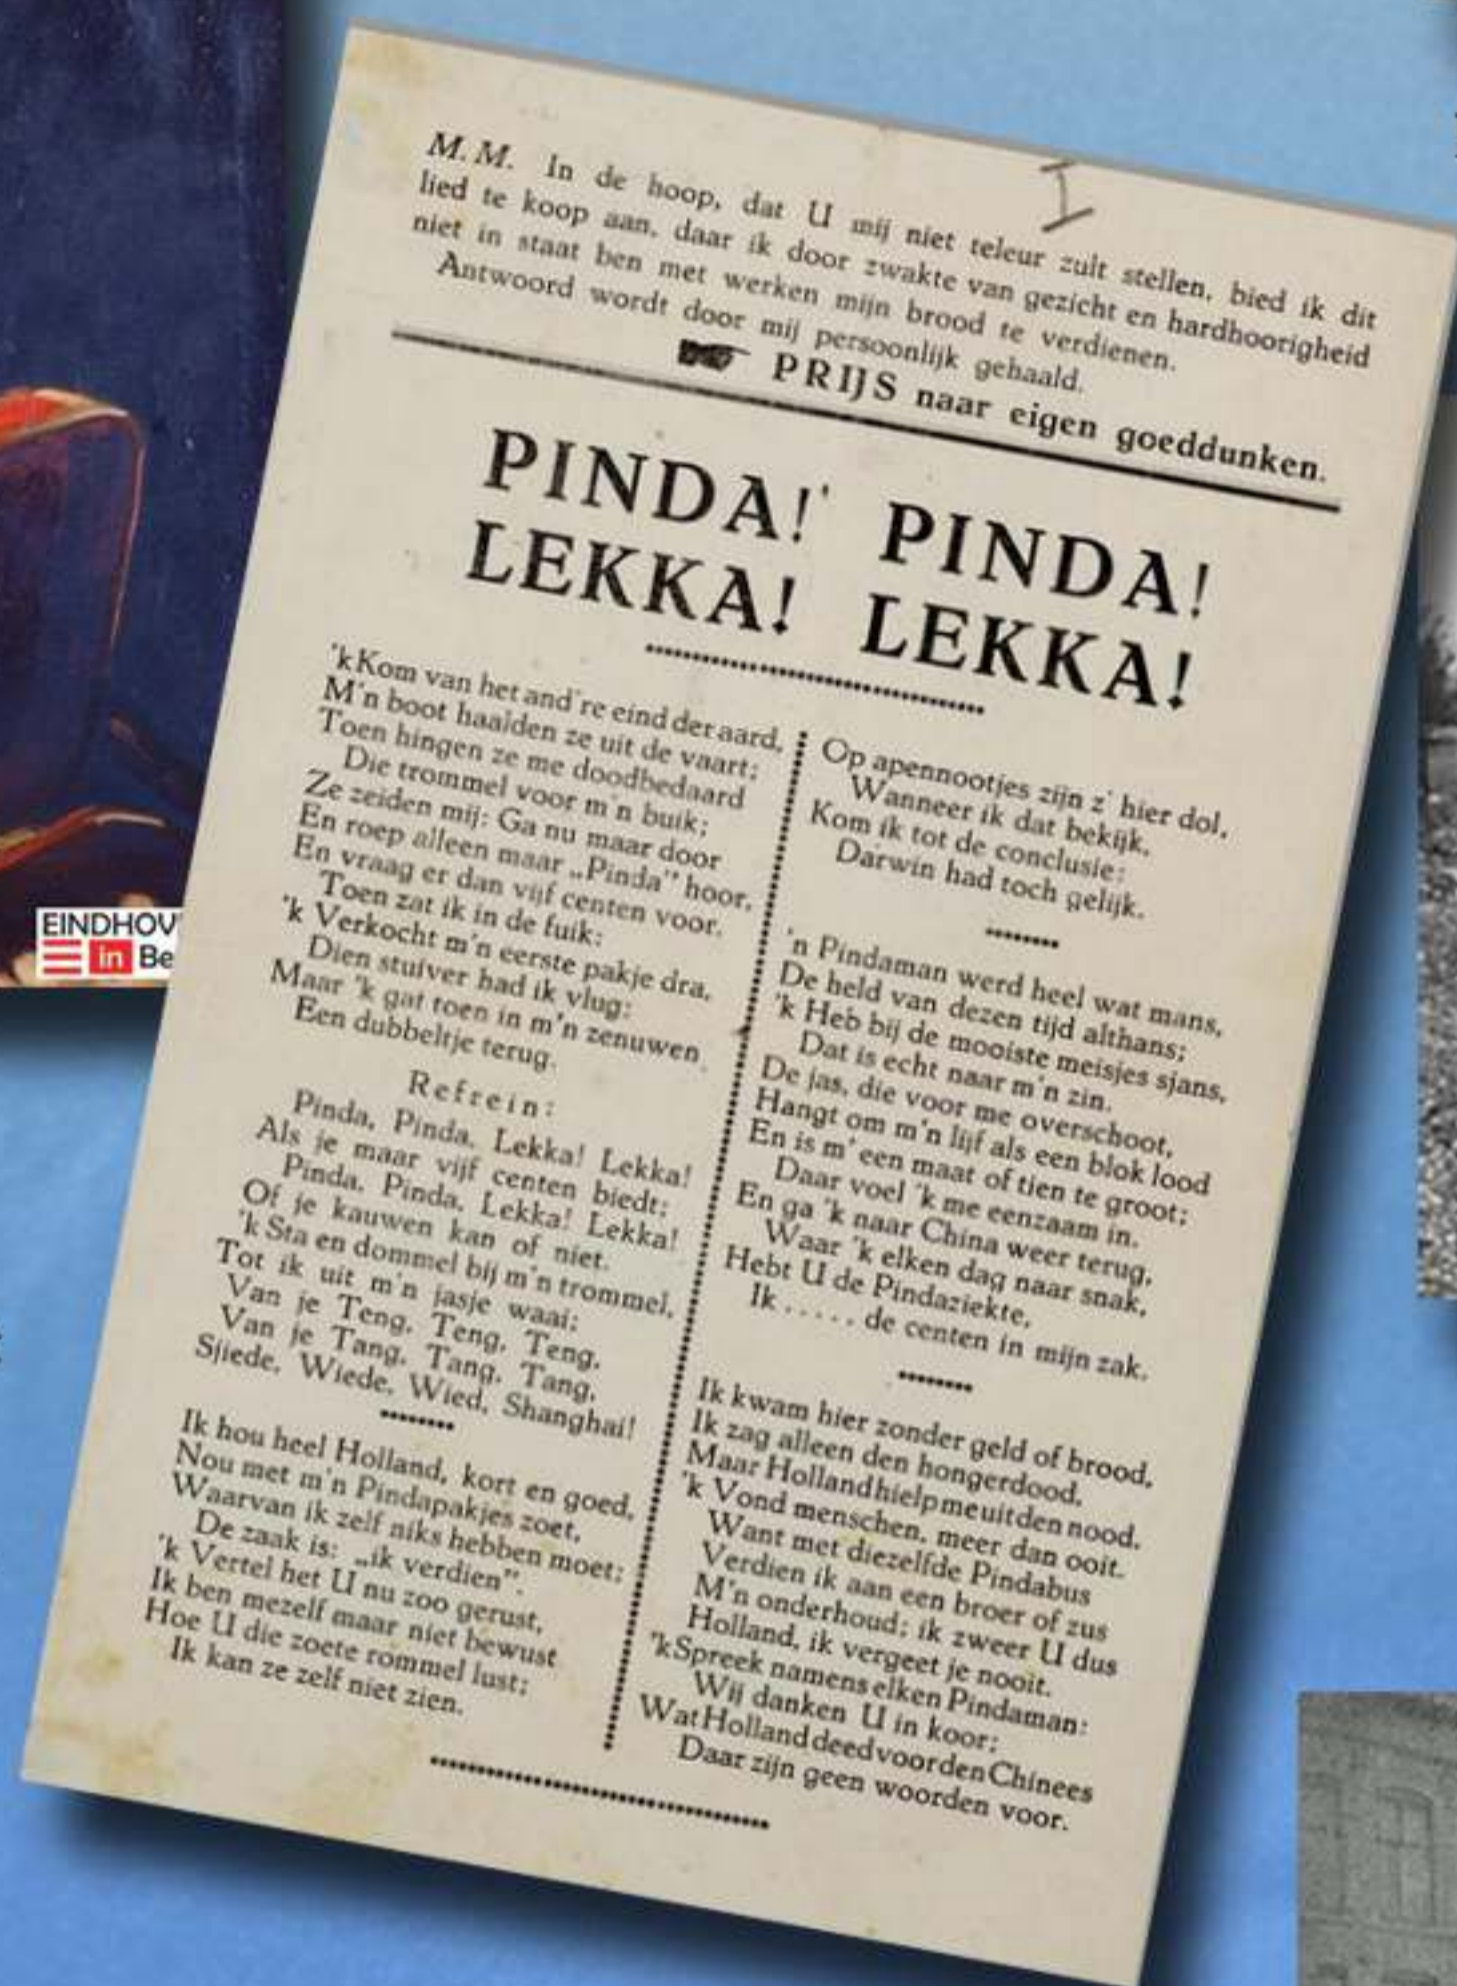 M. M. In de hoop, dat U mij niet teleur zult stellen, bied ik dit
lied te koop aan, daar ik door zwakte van gezicht en hardhoorigheid
niet in staat ben met werken mijn brood te verdienen.
Antwoord wordt door mij persoonlijk gehaald.
PRIJS naar eigen goeddunken.
I
PINDA! PINDA!
LEKKA! LEKKA!
'k Kom van het and're eind der aard,
M'n boot haalden ze uit de vaart;
Toen hingen ze me doodbedaard
Die trommel voor m'n buik;
Ze zeiden mij: Ga nu maar door
En roep alleen maar „Pinda" hoor,
En vraag er dan vijf centen voor.
Toen zat ik in de fuik;
'k Verkocht m'n eerste pakje dra,
Dien stuiver had ik vlug;
Maar 'k gaf toen in m'n zenuwen
Een dubbeltje terug.
Refrein:
Pinda, Pinda, Lekka! Lekka!
Als je maar vijf centen biedt;
Pinda, Pinda, Lekka! Lekka!
Of je kauwen kan of niet.
'k Sta en dommel bij m'n trommel,
Tot ik uit m'n jasje waai;
Van je Teng, Teng, Teng,
Van je Tang, Tang, Tang,
Sjiede, Wiede, Wied, Shanghai!
Ik hou heel Holland, kort en goed,
Nou met m'n Pindapakjes zoet,
Waarvan ik zelf niks hebben moet;
De zaak is: „ik verdien".
'k Vertel het U nu zoo gerust,
Ik ben mezelf maar niet bewust
Hoe U die zoete rommel lust;
Ik kan ze zelf niet zien.
Op apennootjes zijn z' hier dol,
Wanneer ik dat bekijk,
Kom ik tot de conclusie:
Darwin had toch gelijk.
'n Pindaman werd heel wat mans,
De held van dezen tijd althans;
'k Heb bij de mooiste meisjes sjans,
Dat is echt naar m'n zin.
De jas, die voor me overschoot,
Hangt om m'n lijf als een blok lood
En is m' een maat of tien te groot;
Daar voel 'k me eenzaam in.
En ga 'k naar China weer terug,
Waar 'k elken dag naar snak,
Hebt U de Pindaziekte,
Ik ..... de centen in mijn zak.
Ik kwam hier zonder geld of brood,
Ik zag alleen den hongerdood,
Maar Holland hielp me uit den nood,
'k Vond menschen, meer dan ooit.
Want met diezelfde Pindabus
Verdien ik aan een broer of zus
M'n onderhoud; ik zweer U dus
Holland, ik vergeet je nooit.
'k Spreek namens elken Pindaman:
Wij danken U in koor;
Wat Holland deed voor den Chinees
Daar zijn geen woorden voor.
EINDHOV
in Be